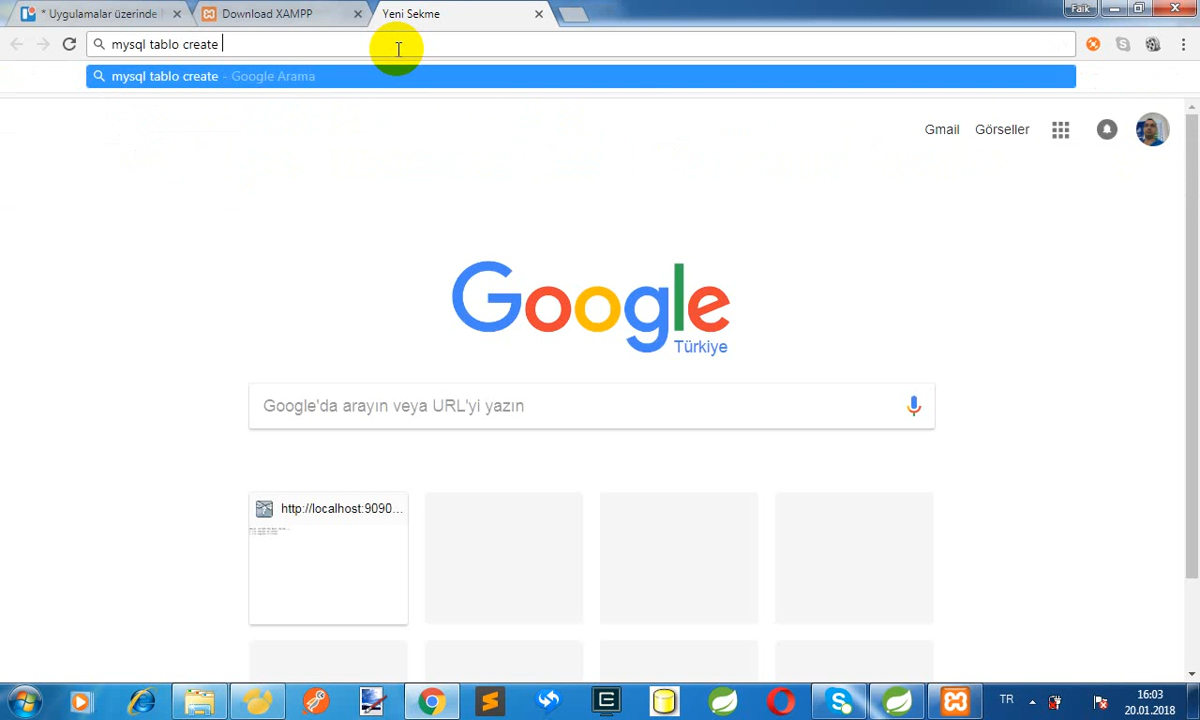 * Uygulamalar üzerinde
Download XAMPP
Yeni Sekme
Faik
mysql tablo create
mysql tablo create - Google Arama
Gmail
Görseller
Google
Türkiye
Google'da arayın veya URL'yi yazın
http://localhost:9090...
TR
16:03
20.01.2018